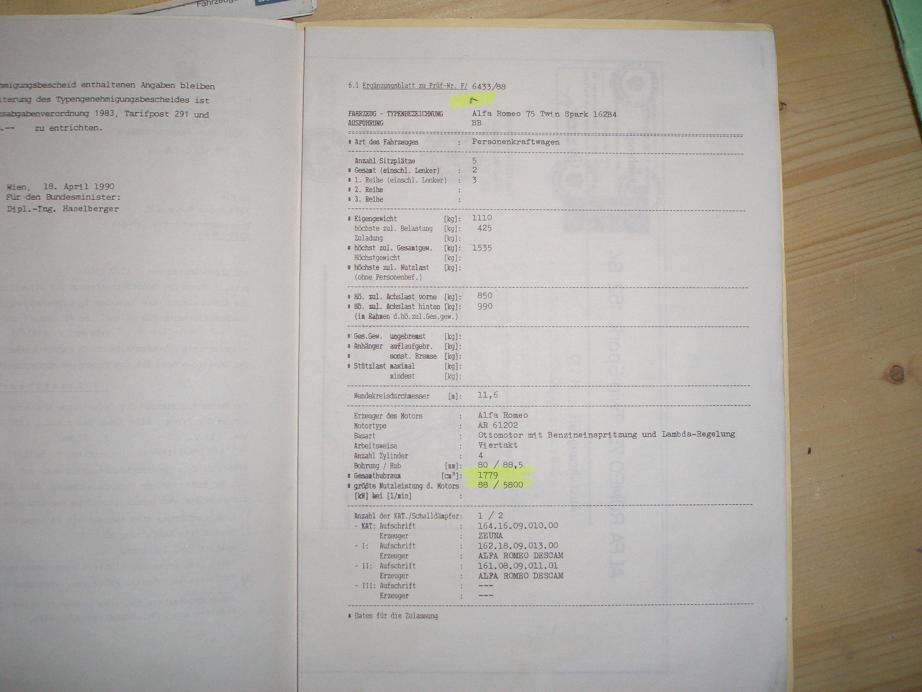 Fahrzeuge
migungsbescheid enthaltenen Angaben bleiben
iterung des Typengenehmigungsbescheides ist
sabgabenverordnung 1983, Tarifpost 291 und
.-- zu entrichten.
Wien, 18. April 1990
Für den Bundesminister:
Dipl.-Ing. Haselberger
6.1 Ergänzungsblatt zu Prüf-Nr. P/ 6433/88
FAHRZEUG - TYPENBEZEICHNUNG Alfa Romeo 75 Twin Spark 162B4
AUSFÜHRUNG BB
* Art des Fahrzeuges : Personenkraftwagen
Anzahl Sitzplätze 5
* Gesamt (einschl. Lenker) : 2
* 1. Reihe (einschl. Lenker) : 3
* 2. Reihe :
* 3. Reihe :
* Eigengewicht [kg]: 1110
höchste zul. Belastung [kg]: 425
Zuladung [kg]:
* höchst zul. Gesamtgew. [kg]: 1535
Höchstgewicht [kg]:
* höchste zul. Nutzlast [kg]:
(ohne Personenbef.)
* Hö. zul. Achslast vorne [kg]: 850
* Hö. zul. Achslast hinten [kg]: 990
(im Rahmen d.hö.zul.Ges.gew.)
* Ges.Gew. ungebremst [kg]:
* Anhänger auflaufgebr. [kg]:
* sonst. Bremse [kg]:
* Stützlast maximal [kg]:
mindest [kg]:
Wendekreisdurchmesser [m]: 11,6
Erzeuger des Motors : Alfa Romeo
Motortype : AR 61202
Bauart : Ottomotor mit Benzineinspritzung und Lambda-Regelung
Arbeitsweise : Viertakt
Anzahl Zylinder : 4
Bohrung / Hub [mm]: 80 / 88,5
* Gesamthubraum [cm³]: 1779
* größte Nutzleistung d. Motors 88 / 5800
[kW] bei [1/min] :
Anzahl der KAT./Schalldämpfer: 1 / 2
- KAT: Aufschrift : 164.16.09.010.00
Erzeuger : ZEUNA
- I: Aufschrift : 162.18.09.013.00
Erzeuger : ALFA ROMEO DESCAM
- II: Aufschrift : 161.08.09.011.01
Erzeuger : ALFA ROMEO DESCAM
- III: Aufschrift : ---
Erzeuger : ---
* Daten für die Zulassung